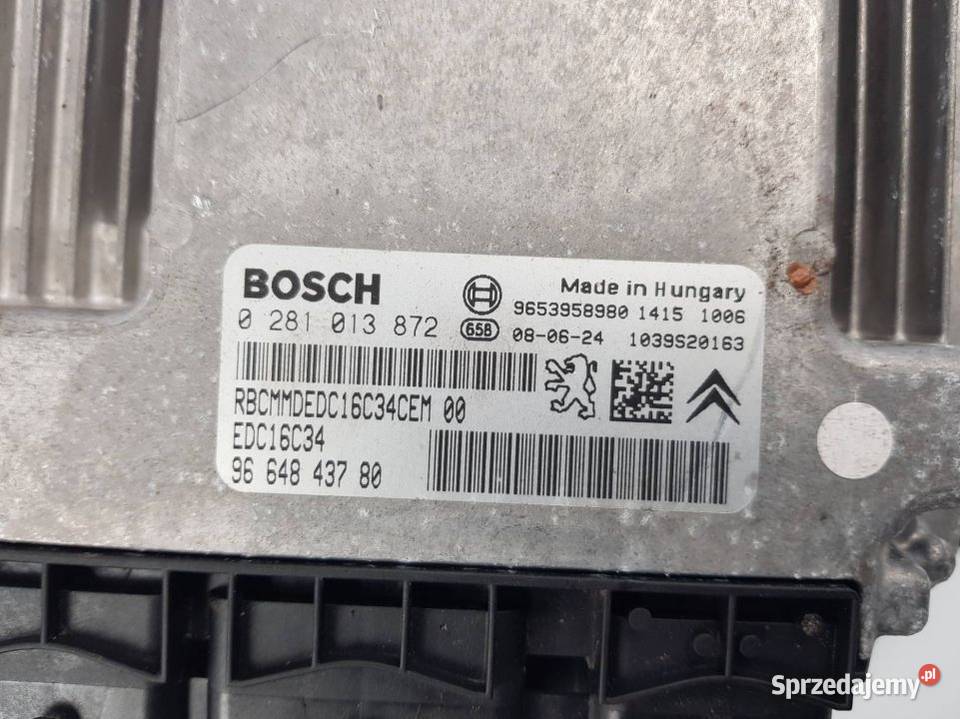 BOSCH
Made in Hungary
9653958980 1415 1006
0 281 013 872 65B 08-06-24 1039S20163
RBCMMDEDC16C34CEM 00
EDC16C34
96 648 437 80
Sprzedajemy.pl